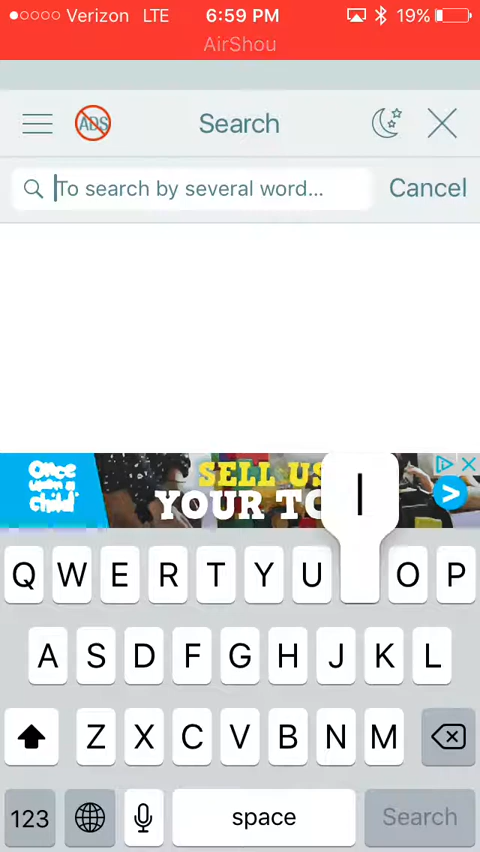 Verizon LTE 6:59 PM 19%
AirShou
ADS Search
To search by several word... Cancel
Once upon a child
SELL US
YOUR TO
>
I
Q W E R T Y U O P
A S D F G H J K L
Z X C V B N M
123 space Search